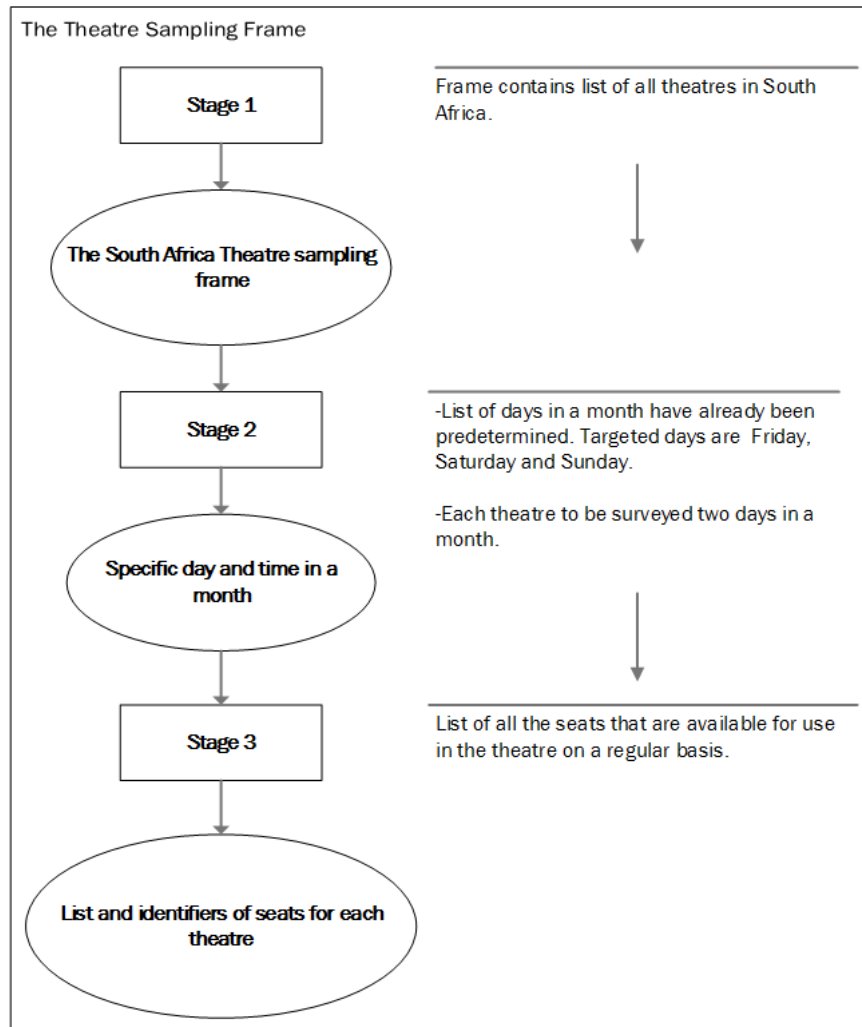 The Theatre Sampling Frame
Stage 1
Frame contains list of all theatres in South
Africa.
The South Africa Theatre sampling
frame
Stage 2
-List of days in a month have already been
predetermined. Targeted days are  Friday,
Saturday and Sunday.
-Each theatre to be surveyed two days in a
month.
Specific day and time in a
month
Stage 3
List of all the seats that are available for use
in the theatre on a regular basis.
List and identifiers of seats for each
theatre